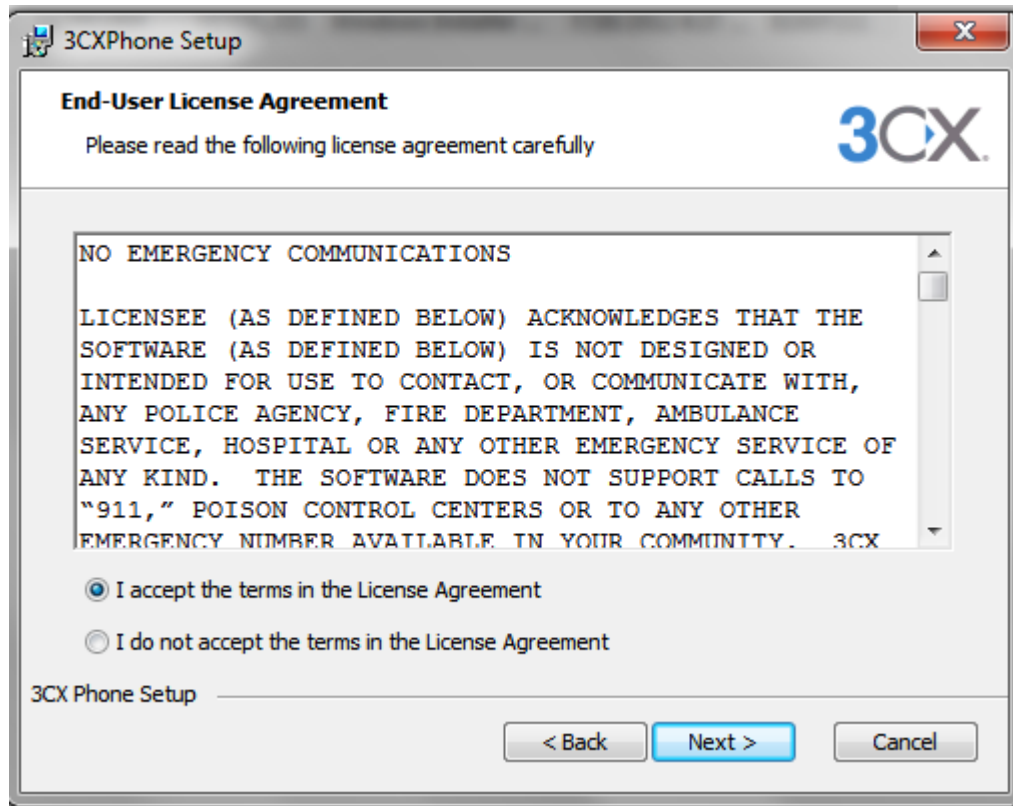 3CXPhone Setup
End-User License Agreement
Please read the following license agreement carefully
3CX.
NO EMERGENCY COMMUNICATIONS
LICENSEE (AS DEFINED BELOW) ACKNOWLEDGES THAT THE
SOFTWARE (AS DEFINED BELOW) IS NOT DESIGNED OR
INTENDED FOR USE TO CONTACT, OR COMMUNICATE WITH,
ANY POLICE AGENCY, FIRE DEPARTMENT, AMBULANCE
SERVICE, HOSPITAL OR ANY OTHER EMERGENCY SERVICE OF
ANY KIND.  THE SOFTWARE DOES NOT SUPPORT CALLS TO
“911,” POISON CONTROL CENTERS OR TO ANY OTHER
EMERGENCY NUMBER AVAILABLE IN YOUR COMMUNITY.  3CX
I accept the terms in the License Agreement
I do not accept the terms in the License Agreement
3CX Phone Setup
< Back
Next >
Cancel